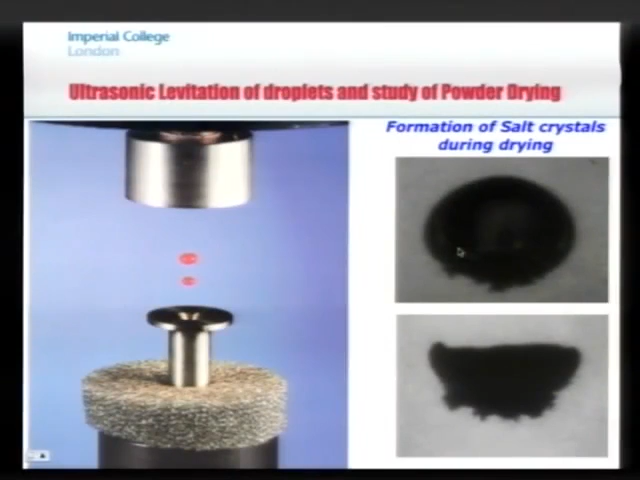 Imperial College
London
Ultrasonic Levitation of droplets and study of Powder Drying
Formation of Salt crystals
during drying